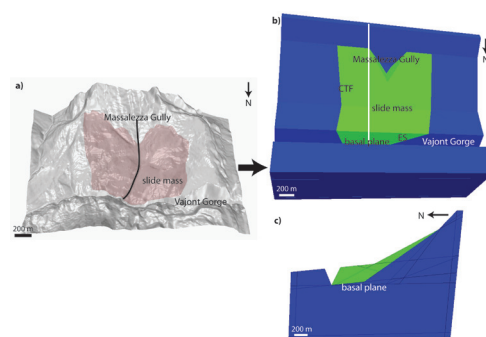 a)
N
Massalezza Gully
slide mass
Vajont Gorge
200 m
b)
N
Massalezza Gully
CTF
slide mass
basal plane
ES
Vajont Gorge
200 m
c)
N
basal plane
200 m